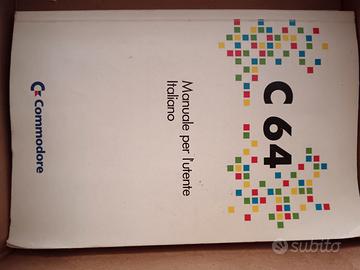 C 64
Manuale per l'utente
Italiano
Commodore
subito